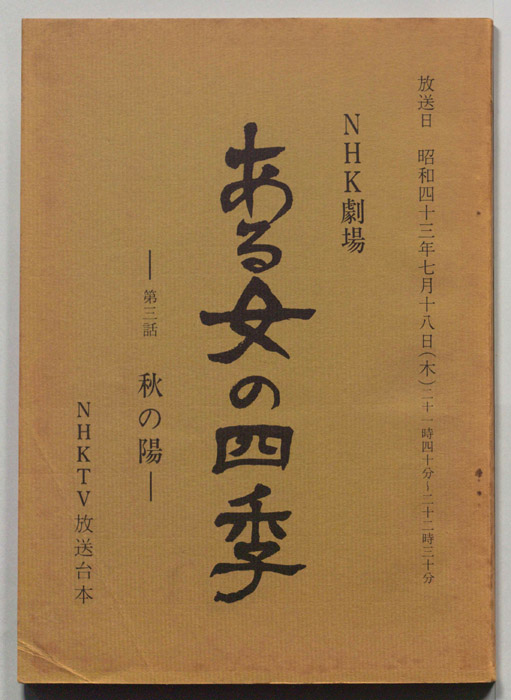 放送日　昭和四十三年七月十八日(木)二十一時四十分~二十二時三十分
NHK劇場
ある女の四季
―第三話　秋の陽―
NHKTV放送台本